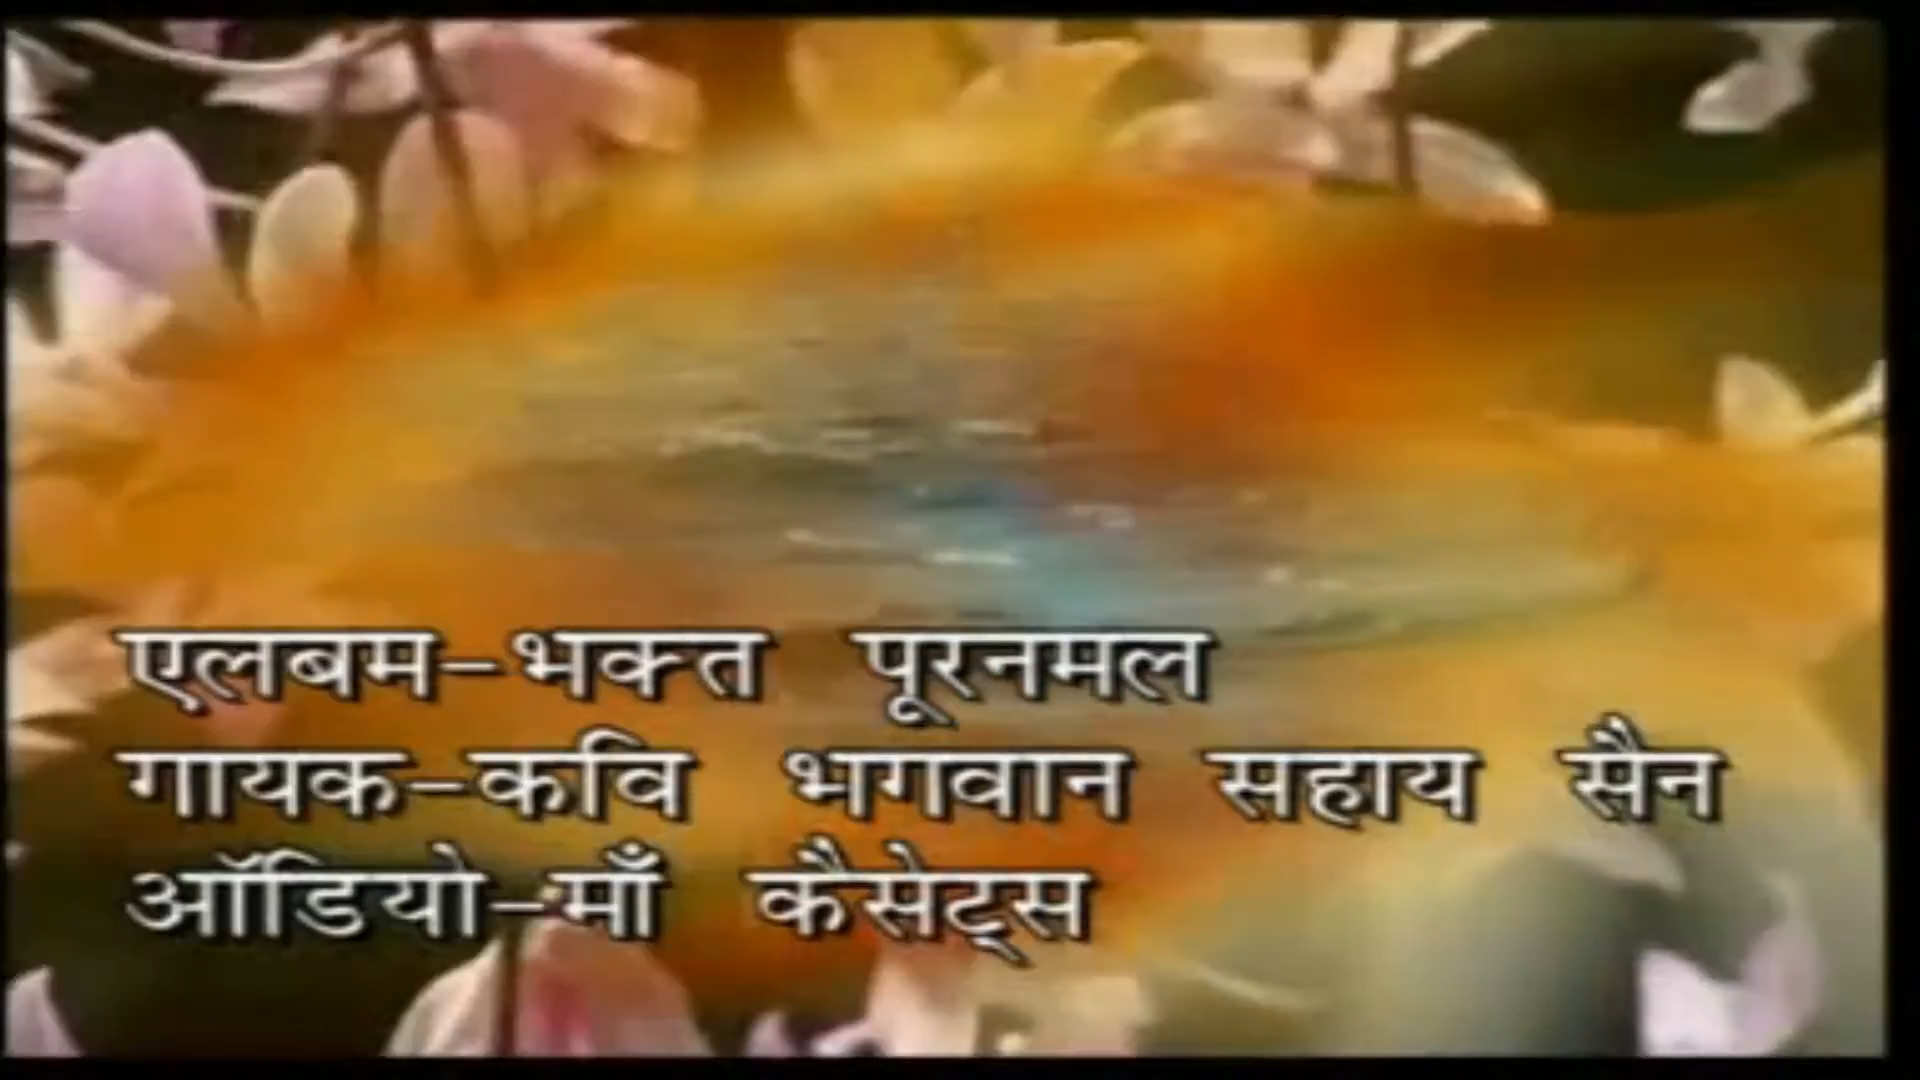 एलबम-भक्त पूरनमल
गायक-कवि भगवान सहाय सैन
ऑडियो-माँ कैसेट्स